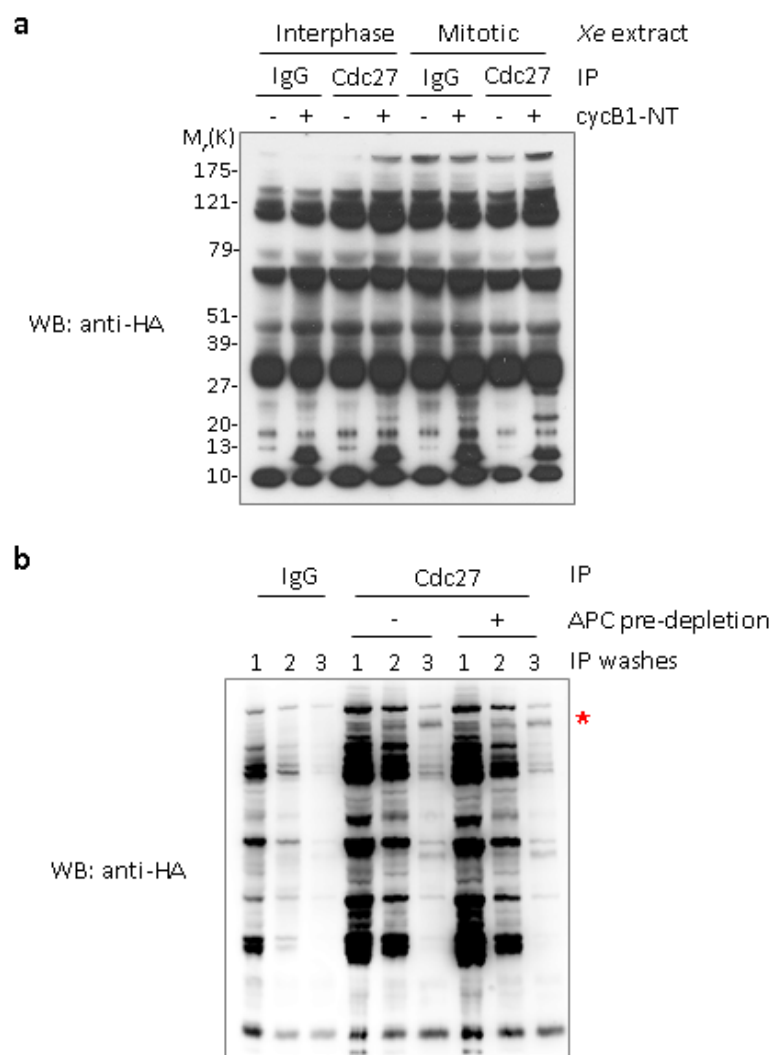 a
Interphase Mitotic Xe extract
IgG Cdc27 IgG Cdc27 IP
- + - + - + - + cycB1-NT
Mr(K)
175-
121-
79-
51-
WB: anti-HA
39-
27-
20-
13-
10-
b
IgG Cdc27 IP
- + APC pre-depletion
1 2 3 1 2 3 1 2 3 IP washes
*
WB: anti-HA